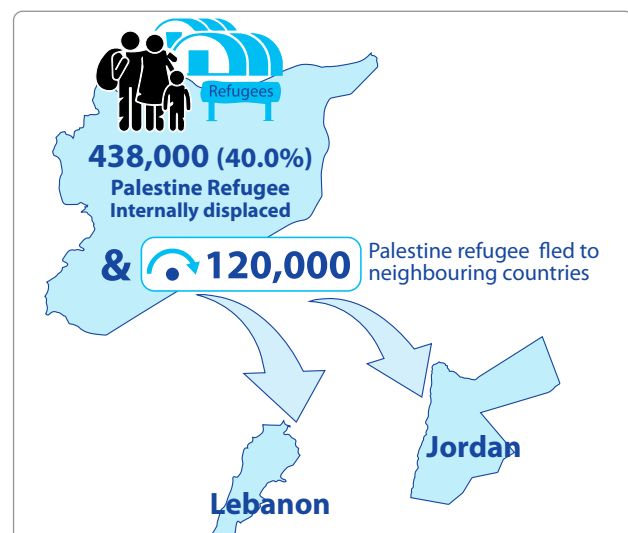 Refugees
438,000 (40.0%)
Palestine Refugee
Internally displaced
& 120,000
Palestine refugee fled to
neighbouring countries
Jordan
Lebanon